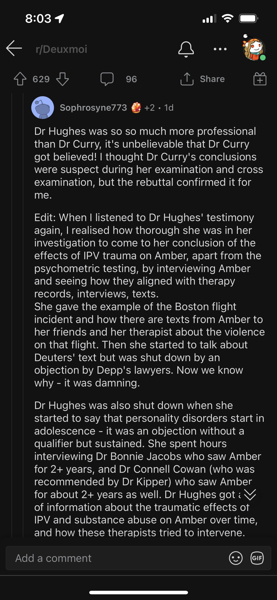 8:03
r/Deuxmoi
629
96
Share
Sophrosyne773 +2 • 1d
Dr Hughes was so so much more professional
than Dr Curry, it's unbelievable that Dr Curry
got believed! I thought Dr Curry's conclusions
were suspect during her examination and cross
examination, but the rebuttal confirmed it for
me.
Edit: When I listened to Dr Hughes' testimony
again, I realised how thorough she was in her
investigation to come to her conclusion of the
effects of IPV trauma on Amber, apart from the
psychometric testing, by interviewing Amber
and seeing how they aligned with therapy
records, interviews, texts.
She gave the example of the Boston flight
incident and how there are texts from Amber to
her friends and her therapist about the violence
on that flight. Then she started to talk about
Deuters' text but was shut down by an
objection by Depp's lawyers. Now we know
why - it was damning.
Dr Hughes was also shut down when she
started to say that personality disorders start in
adolescence - it was an objection without a
qualifier but sustained. She spent hours
interviewing Dr Bonnie Jacobs who saw Amber
for 2+ years, and Dr Connell Cowan (who was
recommended by Dr Kipper) who saw Amber
for about 2+ years as well. Dr Hughes got
of information about the traumatic effects of
IPV and substance abuse on Amber over time,
and how these therapists tried to intervene.
Add a comment
GIF